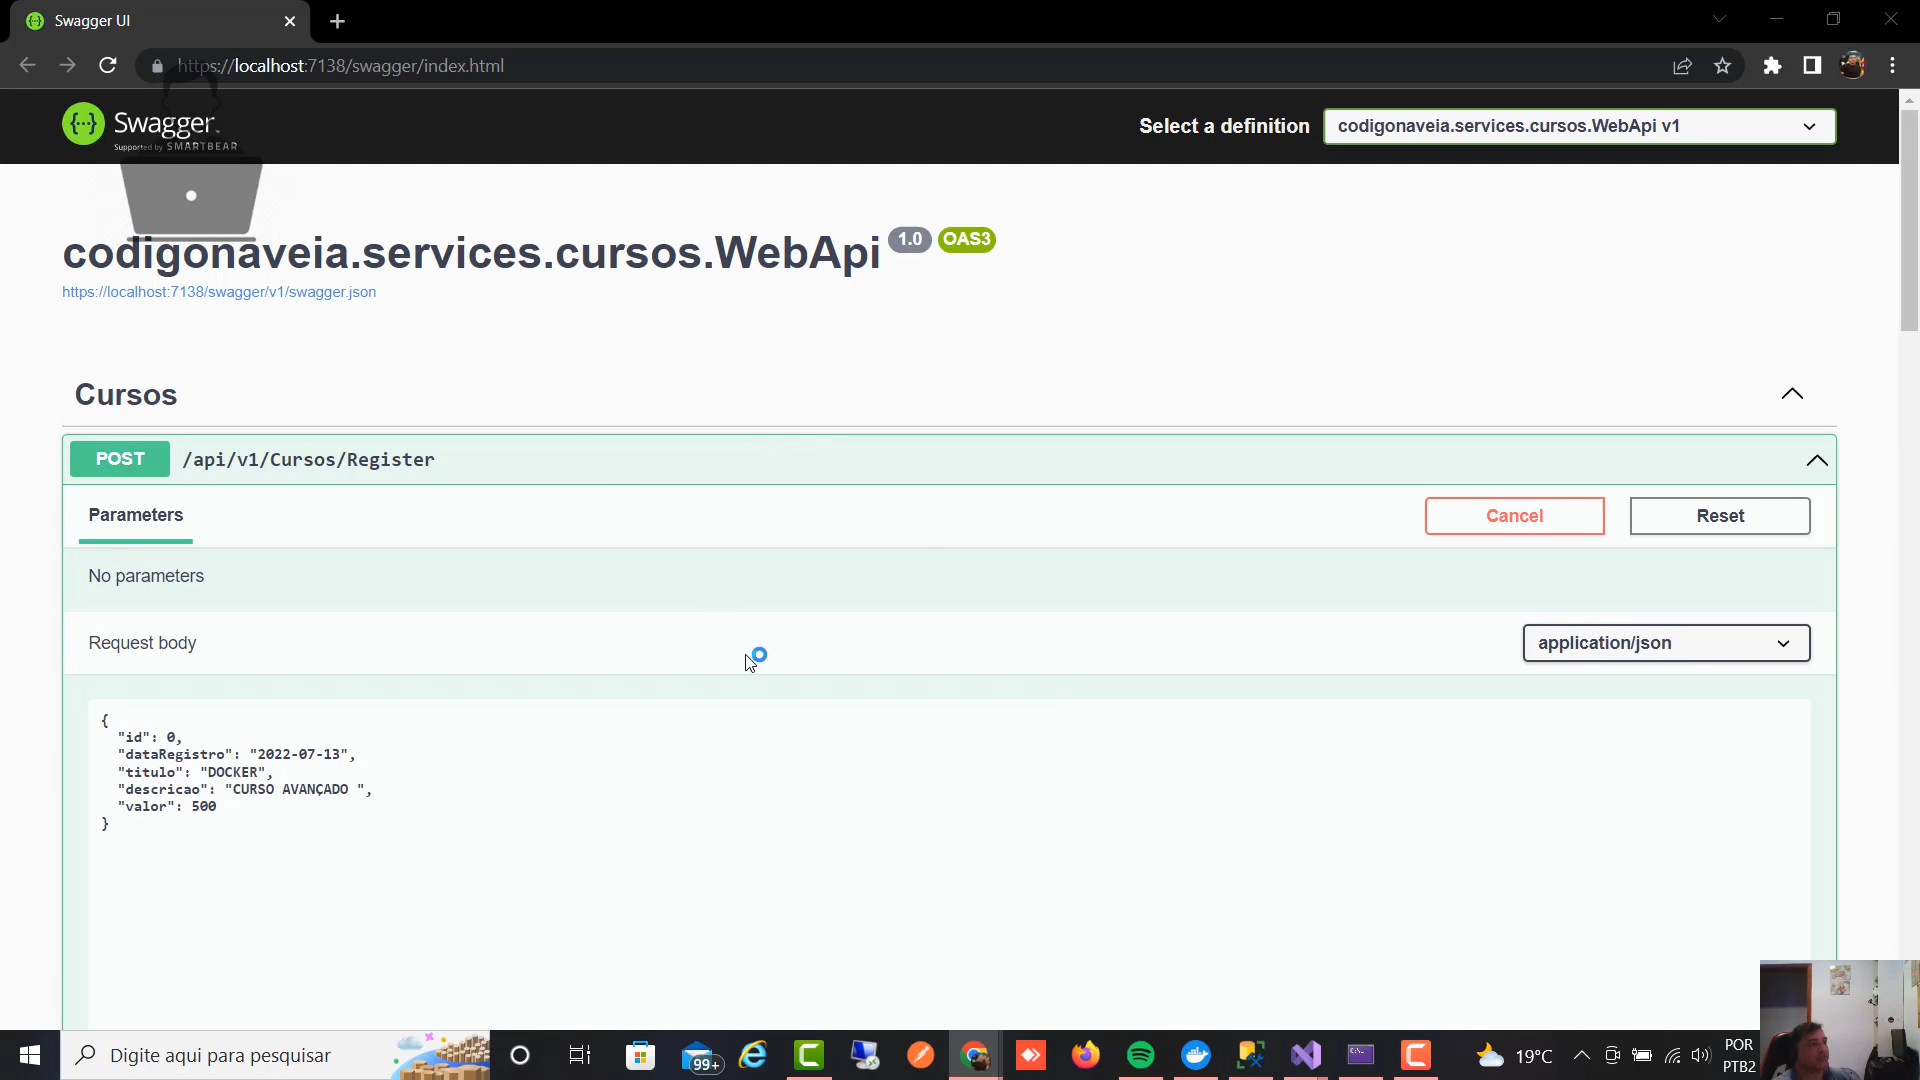 Swagger UI
https://localhost:7138/swagger/index.html
Swagger
Supported by SMARTBEAR
Select a definition
codigonaveia.services.cursos.WebApi v1
codigonaveia.services.cursos.WebApi 1.0 OAS3
https://localhost:7138/swagger/v1/swagger.json
Cursos
POST /api/v1/Cursos/Register
Parameters
Cancel
Reset
No parameters
Request body
application/json
{
"id": 0,
"dataRegistro": "2022-07-13",
"titulo": "DOCKER",
"descricao": "CURSO AVANÇADO ",
"valor": 500
}
Digite aqui para pesquisar
99+
19°C
POR
PTB2